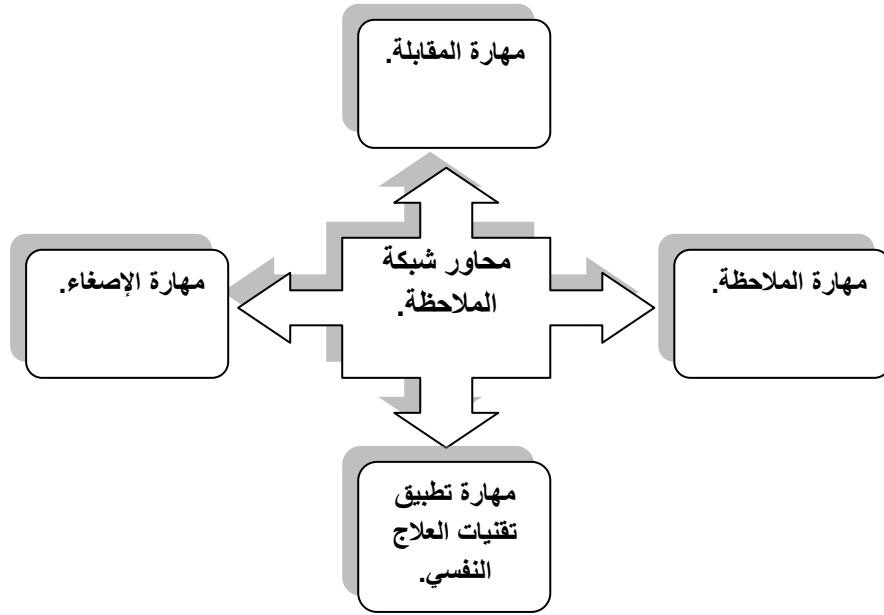 مهارة المقابلة.
محاور شبكة
الملاحظة.
مهارة الملاحظة.
مهارة الإصغاء.
مهارة تطبيق
تقنيات العلاج
النفسي.